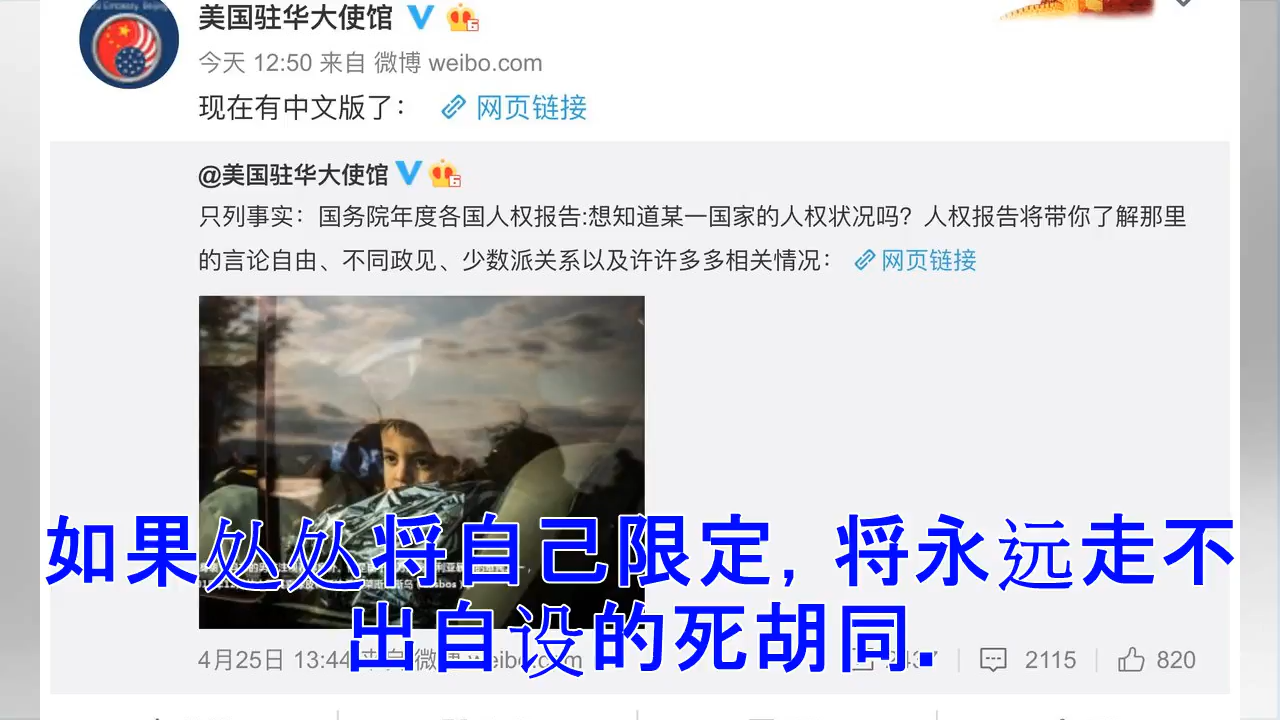 美国驻华大使馆
今天 12:50 来自 微博 weibo.com
现在有中文版了： 网页链接
@美国驻华大使馆
只列事实：国务院年度各国人权报告:想知道某一国家的人权状况吗？人权报告将带你了解那里
的言论自由、不同政见、少数派关系以及许许多多相关情况： 网页链接
如果处处将自己限定, 将永远走不
出自设的死胡同.
4月25日 13:44 来自 微博 weibo.com
2115
820